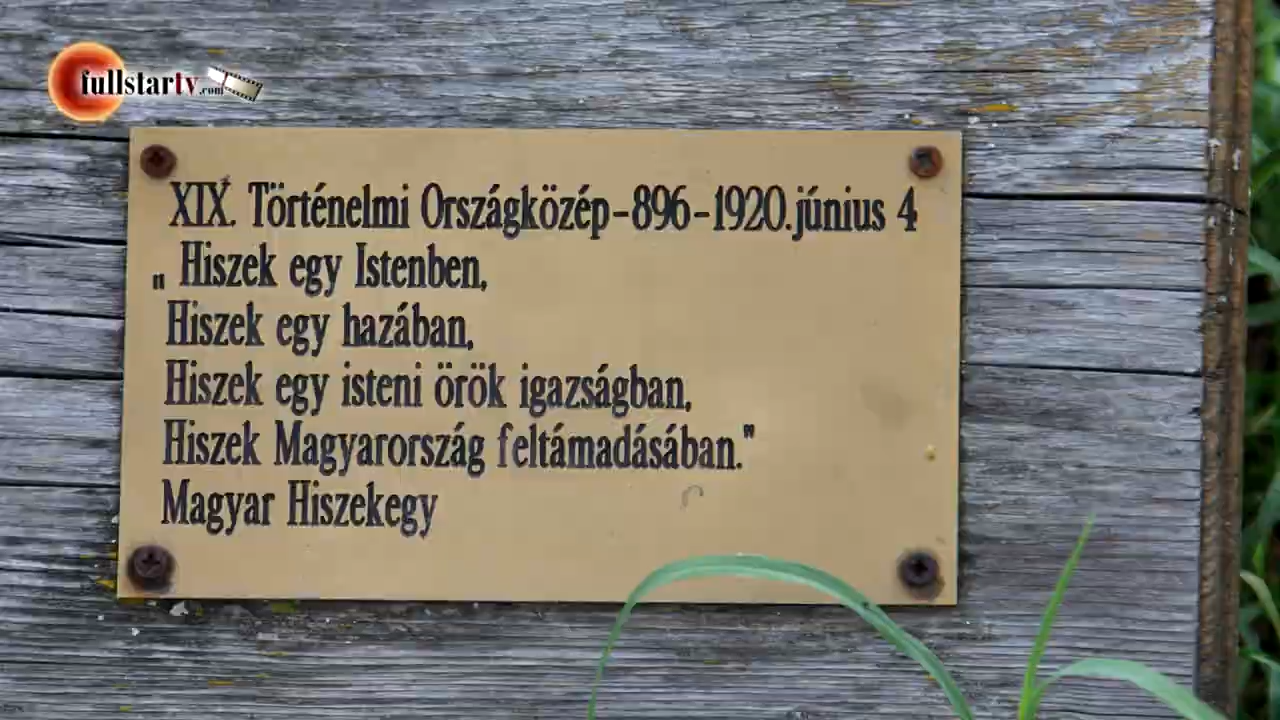 fullstartv.com
XIX. Történelmi Országközép-896-1920.június 4
„ Hiszek egy Istenben,
Hiszek egy hazában,
Hiszek egy isteni örök igazságban,
Hiszek Magyarország feltámadásában."
Magyar Hiszekegy